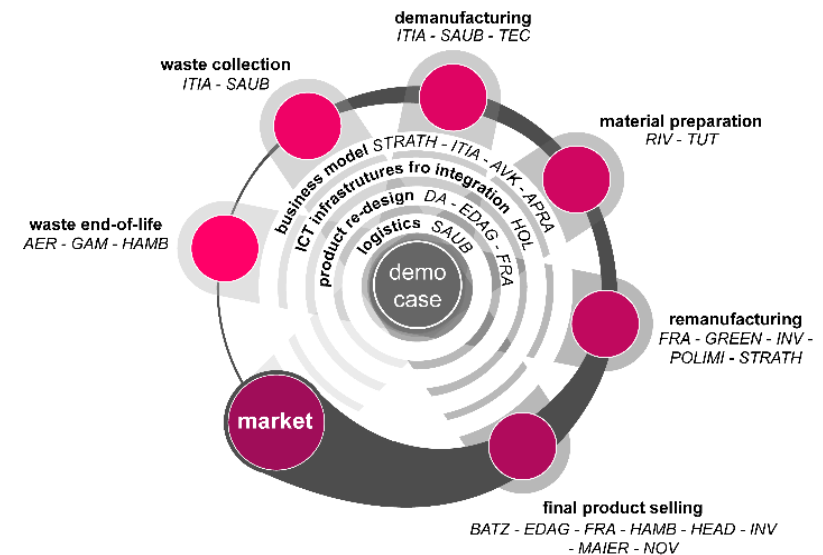 demanufacturing
ITIA - SAUB - TEC
waste collection
ITIA - SAUB
material preparation
RIV - TUT
business model STRATH - ITIA - AVK - APRA
ICT infrastrutures fro integration HOL
product re-design DA - EDAG - FRA
logistics SAUB
waste end-of-life
AER - GAM - HAMB
demo
case
remanufacturing
FRA - GREEN - INV -
POLIMI - STRATH
market
final product selling
BATZ - EDAG - FRA - HAMB - HEAD - INV
- MAIER - NOV